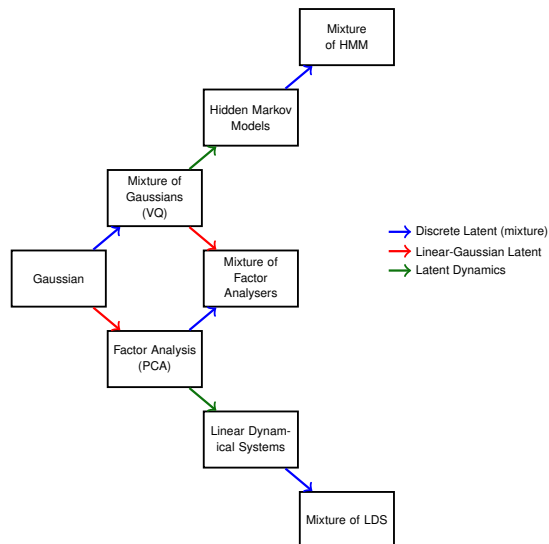 Mixture
of HMM
Hidden Markov
Models
Mixture of
Gaussians
(VQ)
Gaussian
Mixture of
Factor
Analysers
Factor Analysis
(PCA)
Linear Dynam-
ical Systems
Mixture of LDS
Discrete Latent (mixture)
Linear-Gaussian Latent
Latent Dynamics